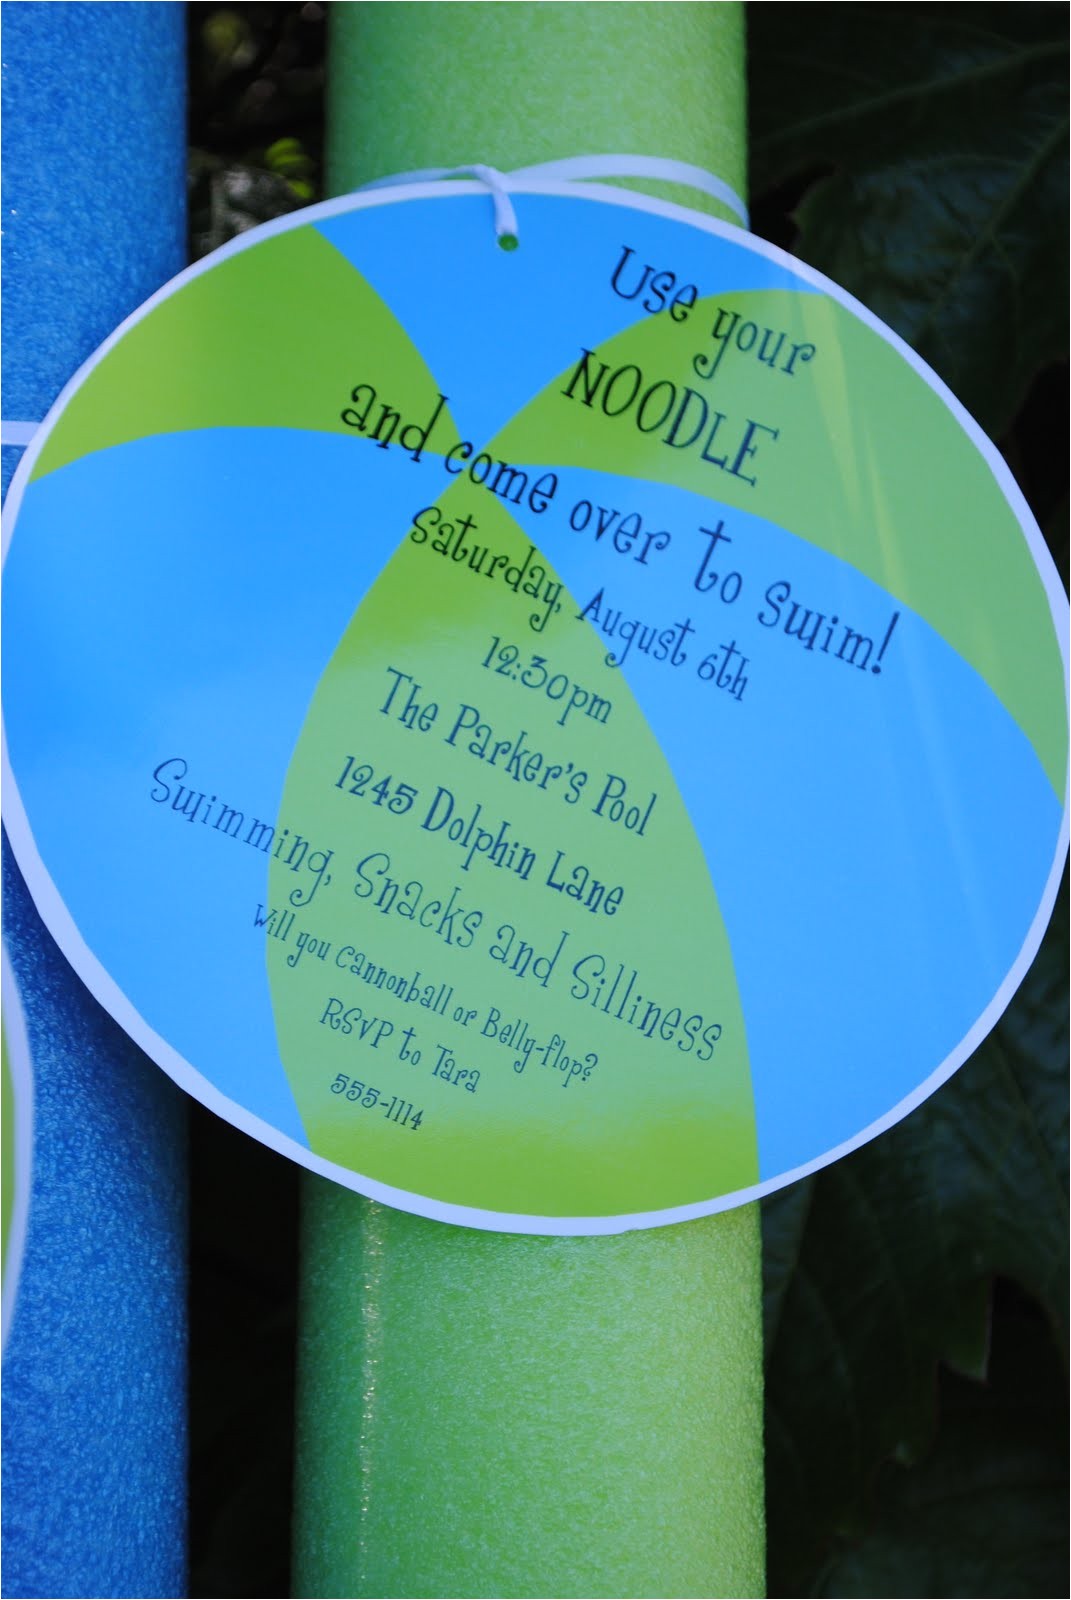 Use your
NOODLE
and come over to swim!
Saturday, August 6th
12:30pm
The Parker's Pool
1245 Dolphin Lane
Swimming, Snacks and Silliness
Will you Cannonball or Belly-flop?
RSVP to Tara
555-1114